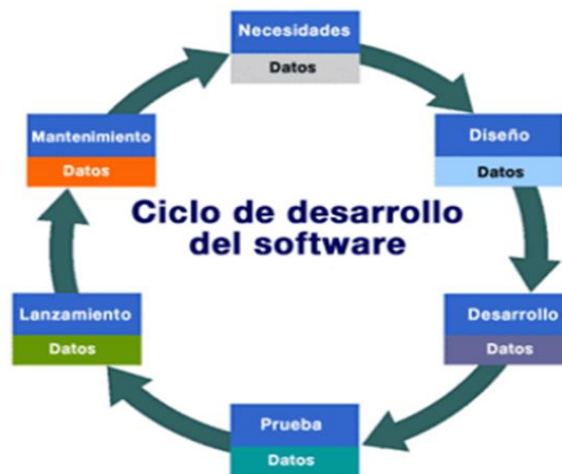 Necesidades
Datos
Diseño
Datos
Desarrollo
Datos
Prueba
Datos
Lanzamiento
Datos
Mantenimiento
Datos
Ciclo de desarrollo
del software